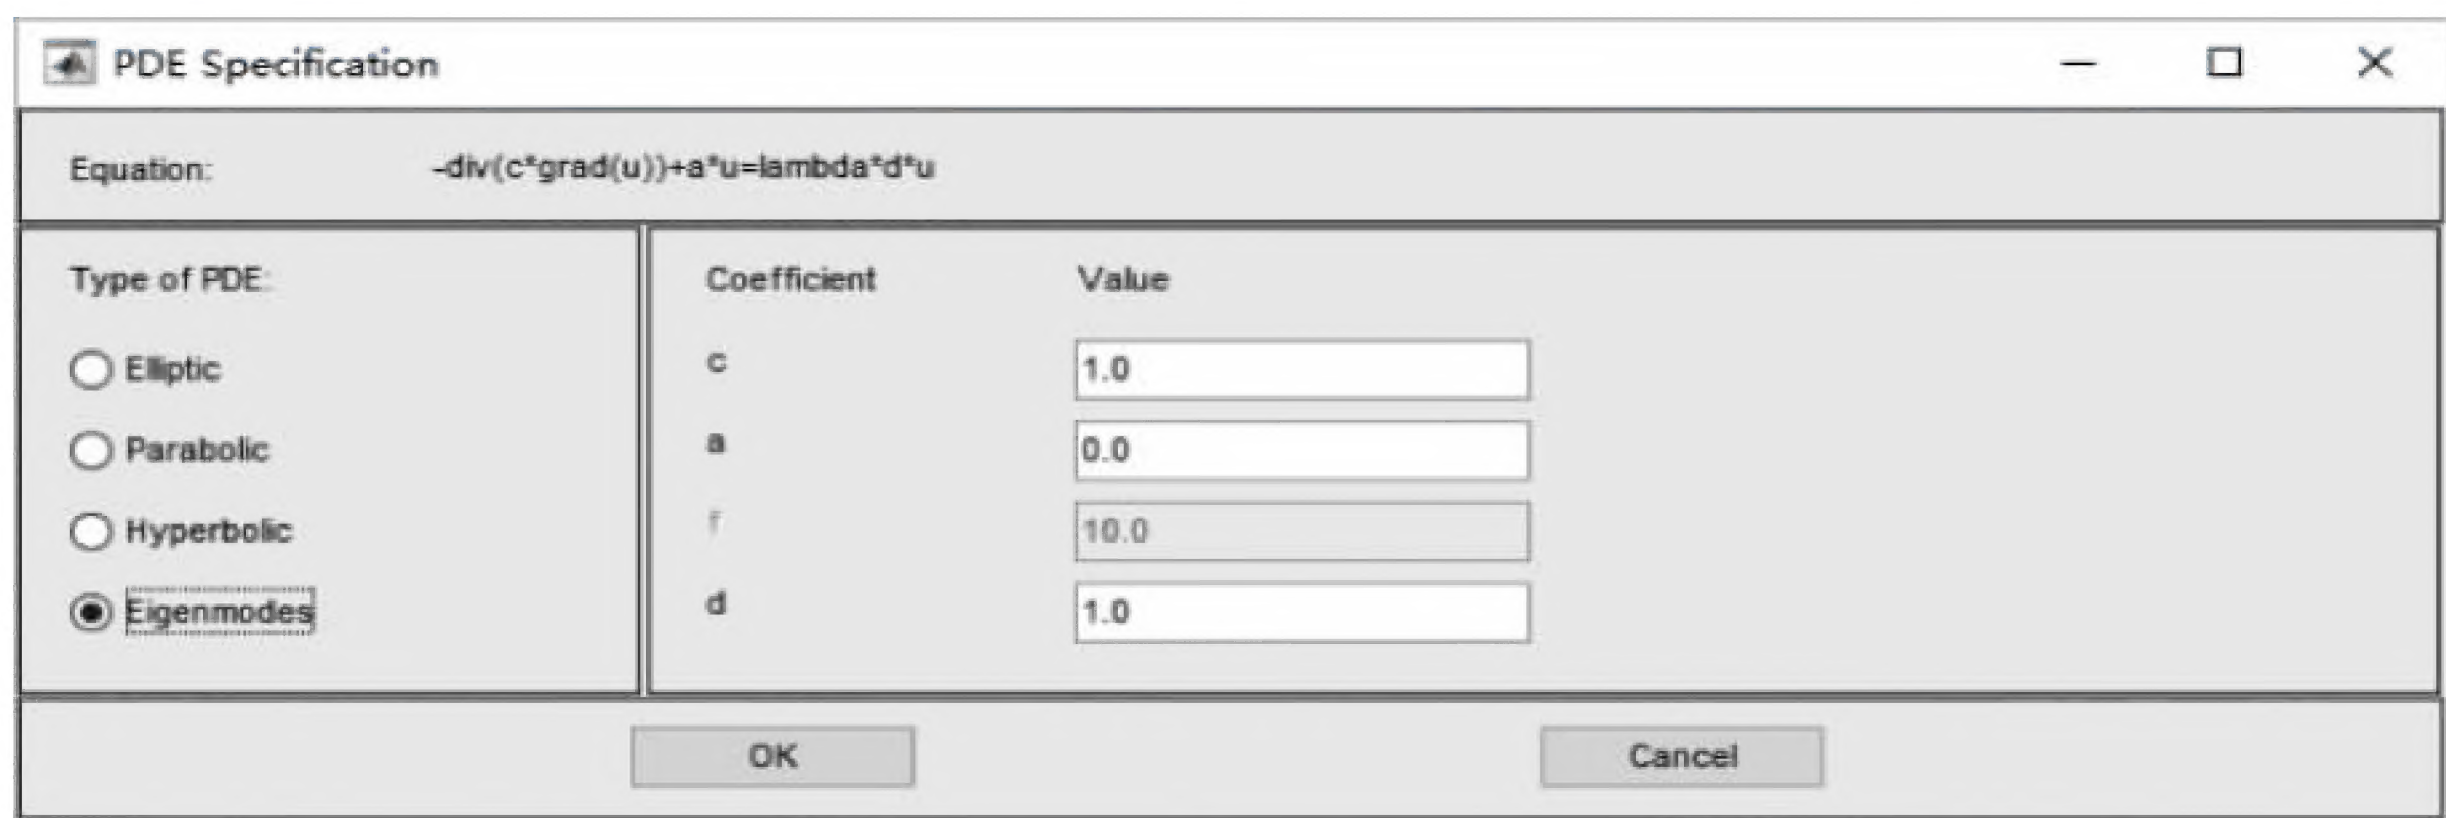 PDE Specification
Equation: -div(c*grad(u))+a*u=lambda*d*u
Type of PDE: Coefficient Value
Elliptic c 1.0
Parabolic a 0.0
Hyperbolic f 10.0
Eigenmodes d 1.0
OK Cancel